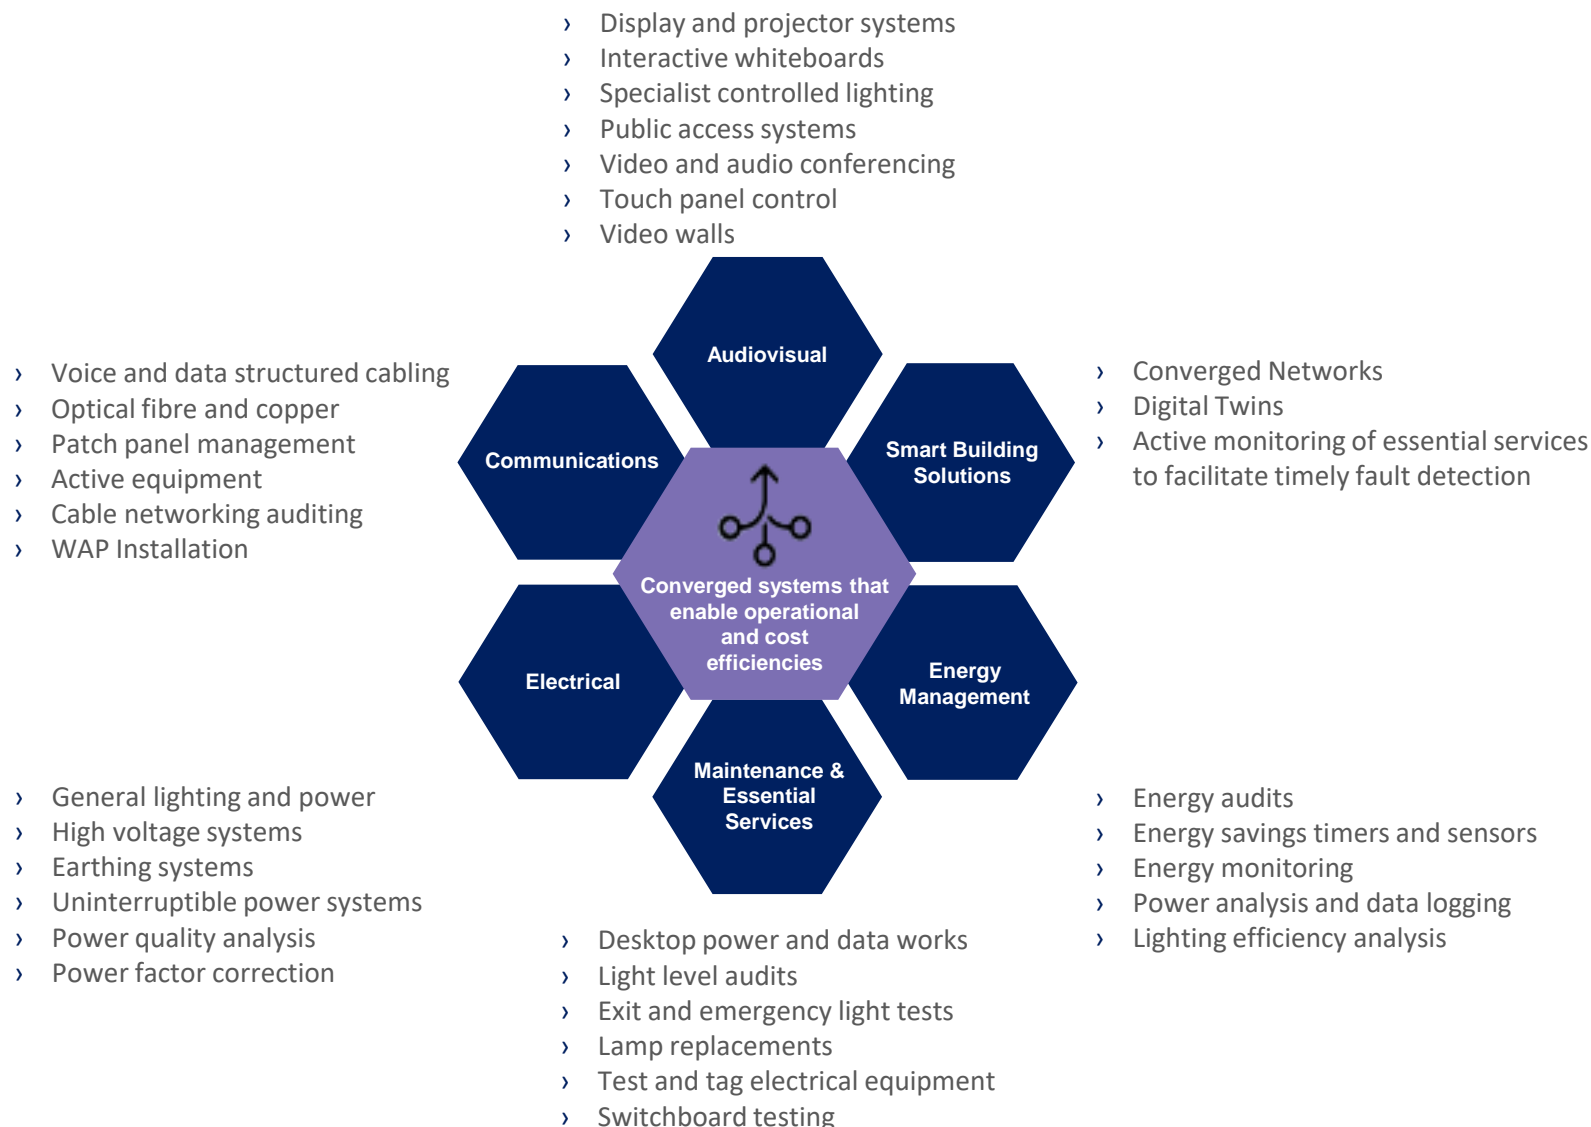 › Display and projector systems
› Interactive whiteboards
› Specialist controlled lighting
› Public access systems
› Video and audio conferencing
› Touch panel control
› Video walls
Audiovisual
› Voice and data structured cabling
› Optical fibre and copper
› Patch panel management
› Active equipment
› Cable networking auditing
› WAP Installation
Communications
Smart Building
Solutions
› Converged Networks
› Digital Twins
› Active monitoring of essential services
to facilitate timely fault detection
Converged systems that
enable operational
and cost
efficiencies
Electrical
Energy
Management
Maintenance &
Essential
Services
› General lighting and power
› High voltage systems
› Earthing systems
› Uninterruptible power systems
› Power quality analysis
› Power factor correction
› Energy audits
› Energy savings timers and sensors
› Energy monitoring
› Power analysis and data logging
› Lighting efficiency analysis
› Desktop power and data works
› Light level audits
› Exit and emergency light tests
› Lamp replacements
› Test and tag electrical equipment
› Switchboard testing